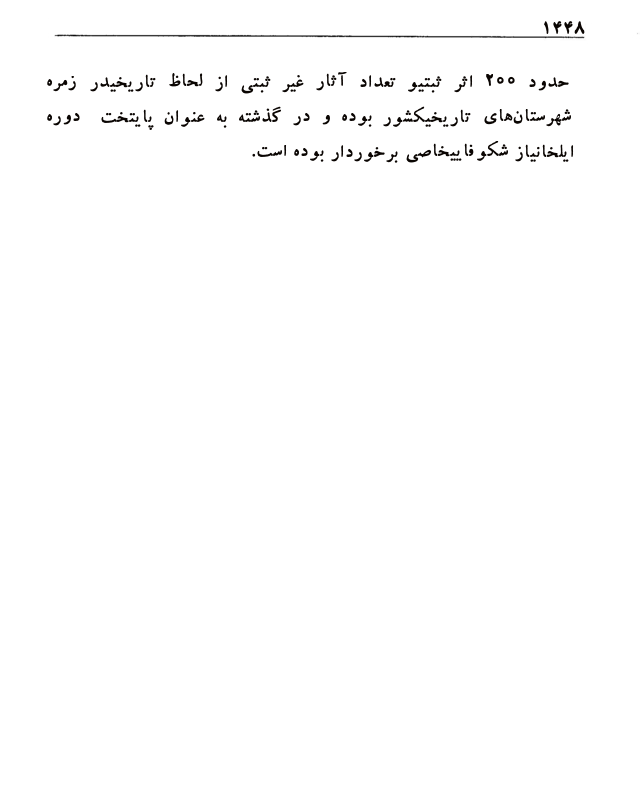 ۱۴۴۸
حدود ۲۰۰ اثر ثبتیو تعداد آثار غیر ثبتی از لحاظ تاریخیدر زمره
شهرستان‌های تاریخیکشور بوده و در گذشته به عنوان پایتخت دوره
ایلخانیاز شکوفاییخاصی برخوردار بوده است.